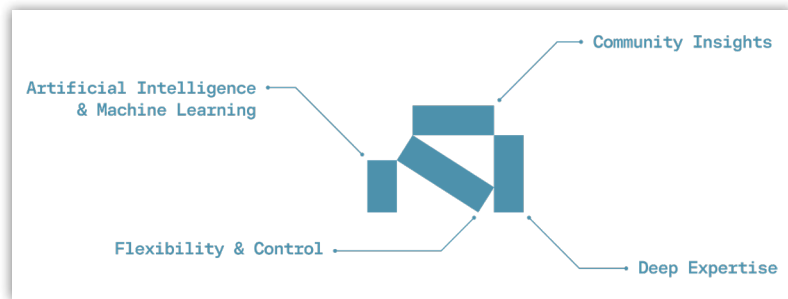 Community Insights
Artificial Intelligence
& Machine Learning
Flexibility & Control
Deep Expertise